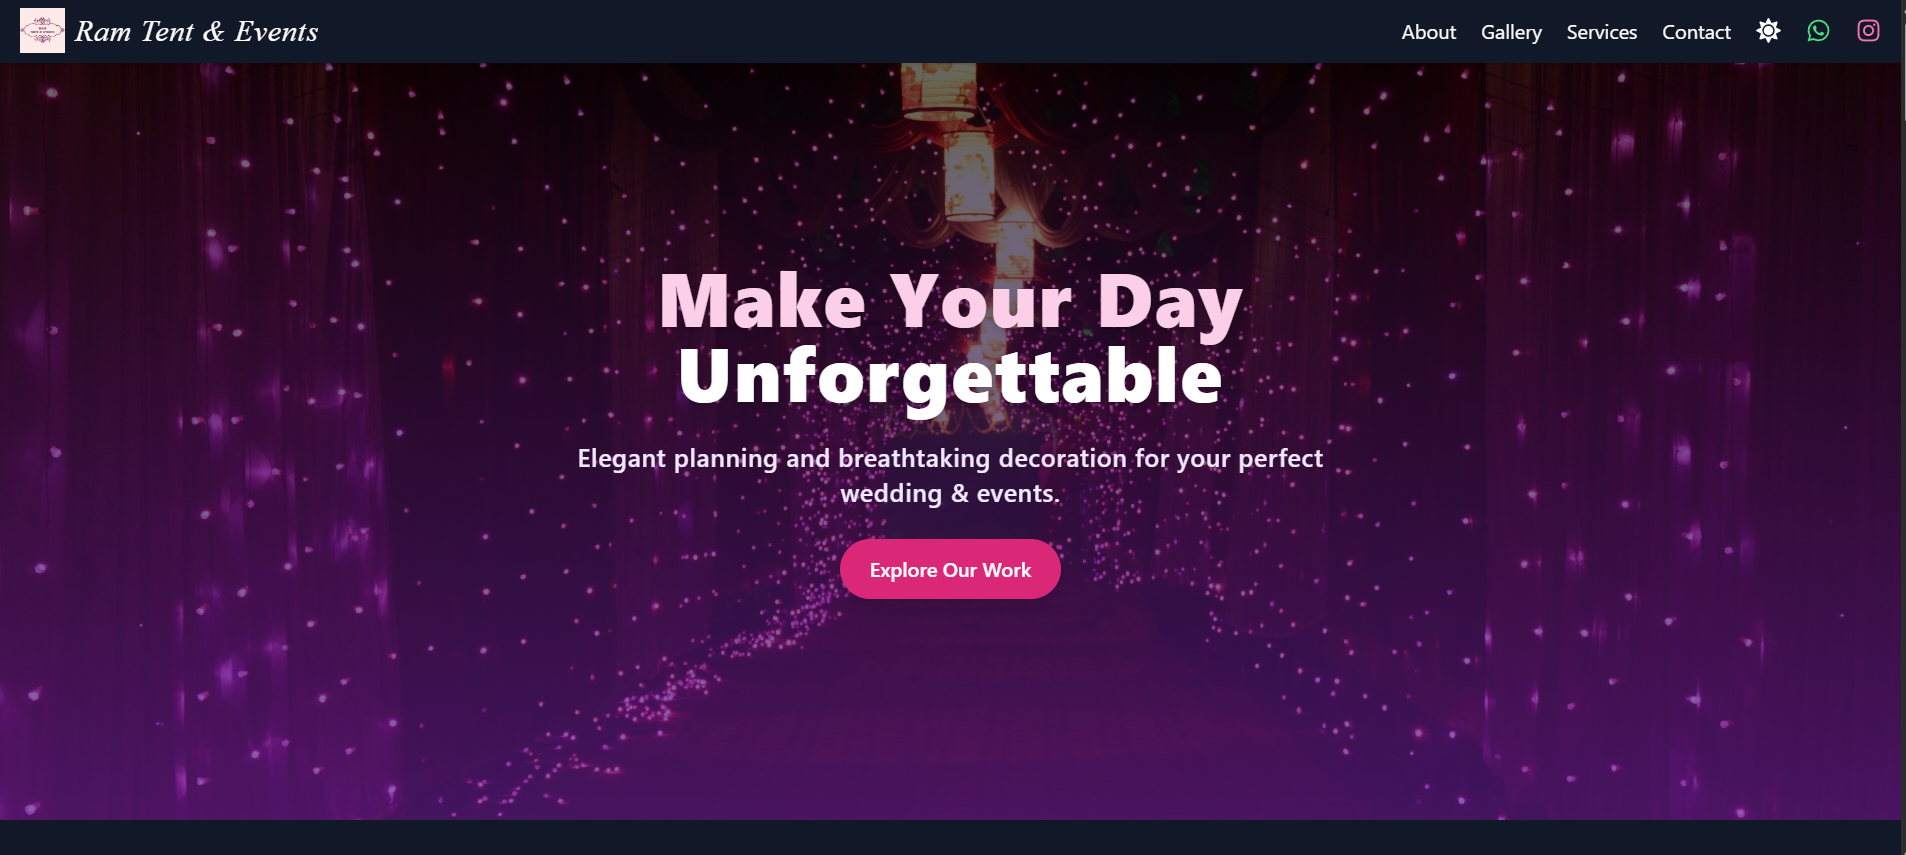 Ram Tent & Events
About Gallery Services Contact
Make Your Day
Unforgettable
Elegant planning and breathtaking decoration for your perfect
wedding & events.
Explore Our Work